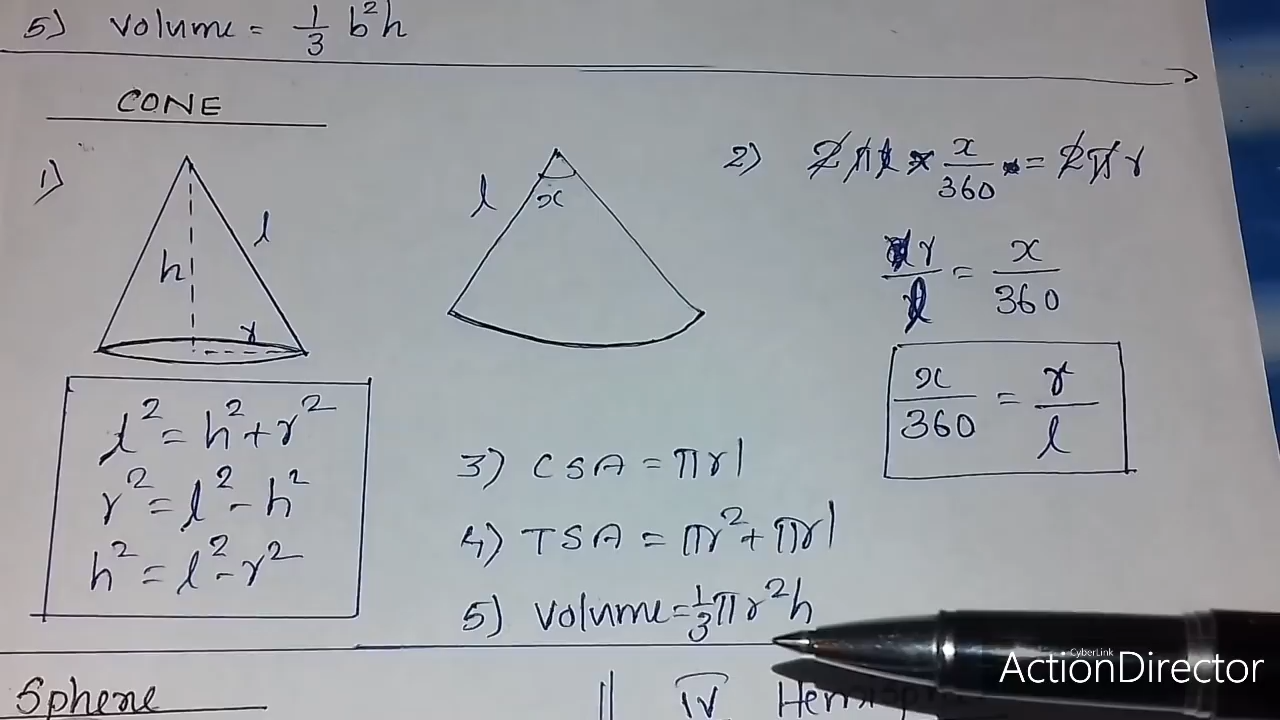 5) Volume = 1/3 b²h
CONE
1)
h
l
r
l
x
2) 2πl × x/360 = 2πr
r/l = x/360
x/360 = r/l
l² = h² + r²
r² = l² - h²
h² = l² - r²
3) CSA = πrl
4) TSA = πr² + πrl
5) Volume = 1/3 πr²h
Sphere
IV
CyberLink
ActionDirector